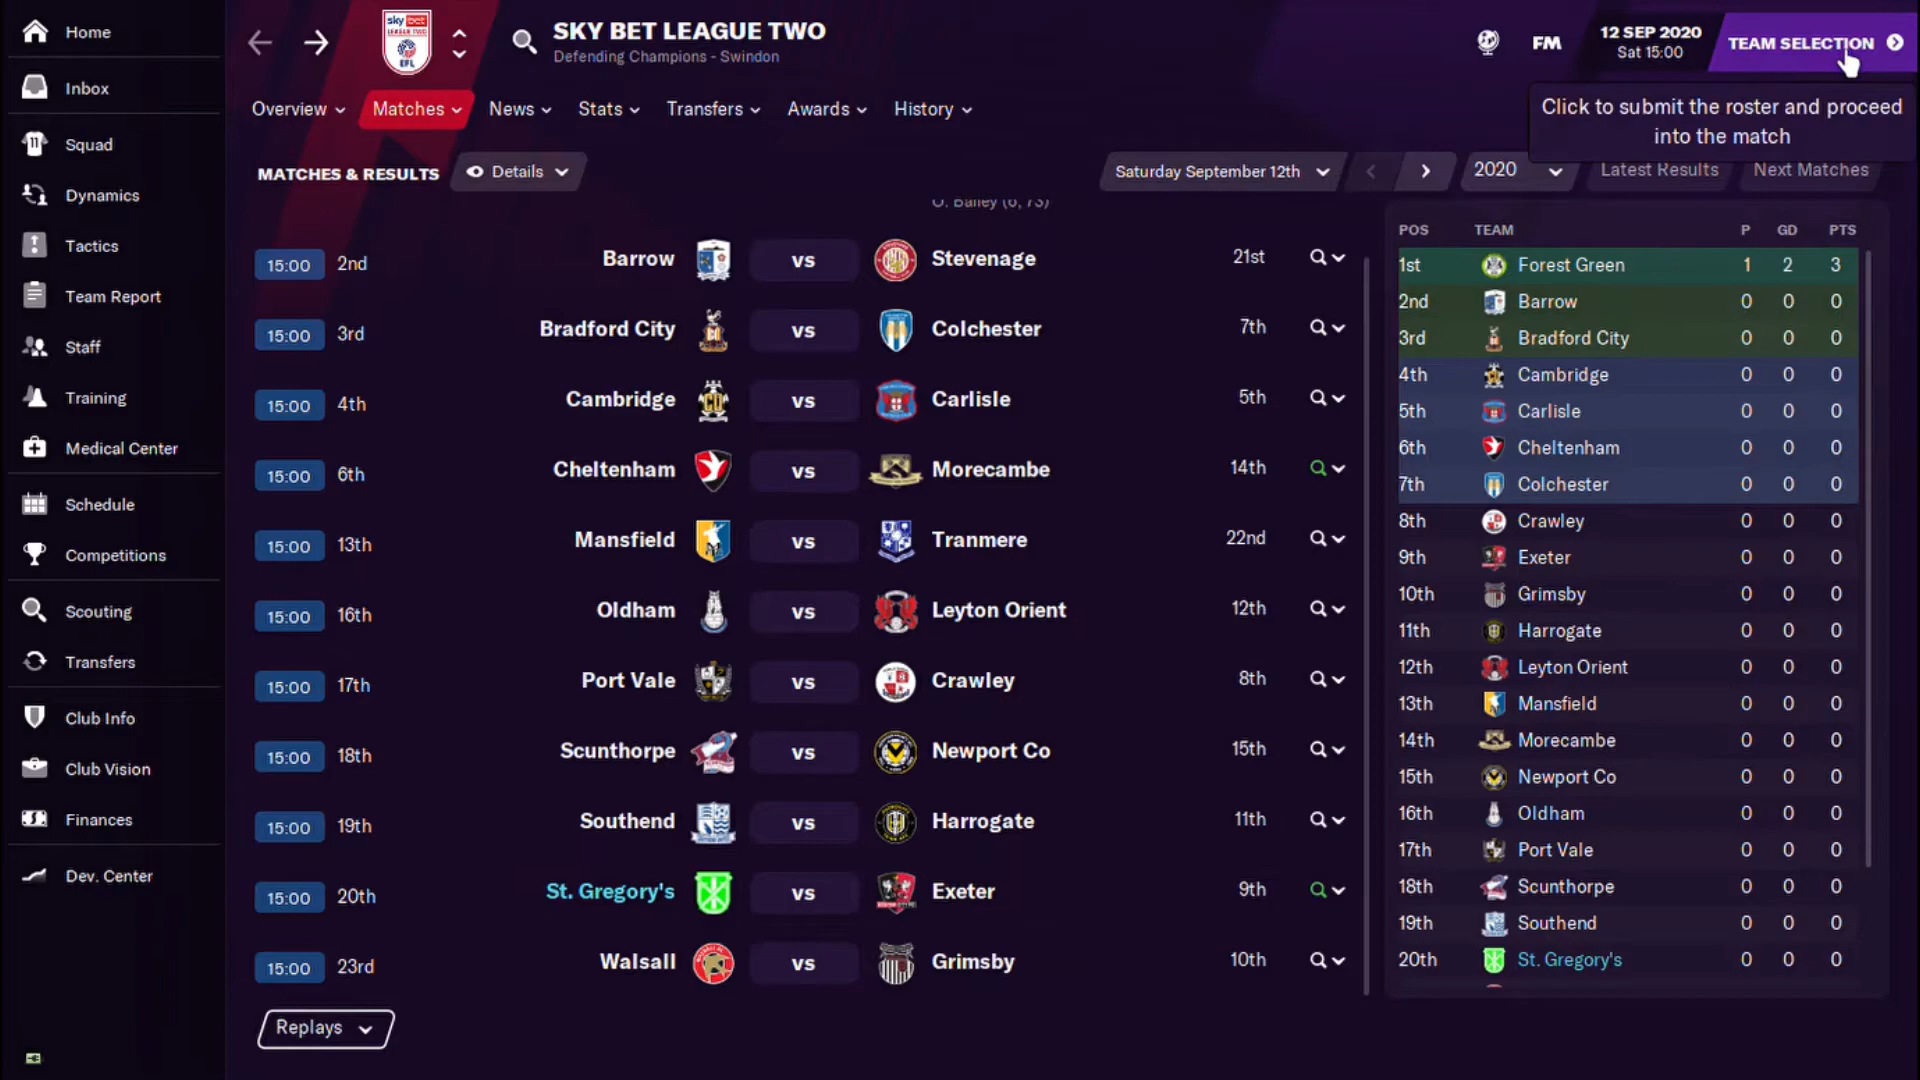 Home
Inbox
Squad
Dynamics
Tactics
Team Report
Staff
Training
Medical Center
Schedule
Competitions
Scouting
Transfers
Club Info
Club Vision
Finances
Dev. Center
sky bet
LEAGUE TWO
EFL
SKY BET LEAGUE TWO
Defending Champions - Swindon
FM
12 SEP 2020
Sat 15:00
TEAM SELECTION
Click to submit the roster and proceed
into the match
Overview Matches News Stats Transfers Awards History
MATCHES & RESULTS Details Saturday September 12th 2020 Latest Results Next Matches
O. Bailey (6, 73)
15:00 2nd Barrow vs Stevenage 21st
15:00 3rd Bradford City vs Colchester 7th
15:00 4th Cambridge vs Carlisle 5th
15:00 6th Cheltenham vs Morecambe 14th
15:00 13th Mansfield vs Tranmere 22nd
15:00 16th Oldham vs Leyton Orient 12th
15:00 17th Port Vale vs Crawley 8th
15:00 18th Scunthorpe vs Newport Co 15th
15:00 19th Southend vs Harrogate 11th
15:00 20th St. Gregory's vs Exeter 9th
15:00 23rd Walsall vs Grimsby 10th
Replays
POS TEAM P GD PTS
1st Forest Green 1 2 3
2nd Barrow 0 0 0
3rd Bradford City 0 0 0
4th Cambridge 0 0 0
5th Carlisle 0 0 0
6th Cheltenham 0 0 0
7th Colchester 0 0 0
8th Crawley 0 0 0
9th Exeter 0 0 0
10th Grimsby 0 0 0
11th Harrogate 0 0 0
12th Leyton Orient 0 0 0
13th Mansfield 0 0 0
14th Morecambe 0 0 0
15th Newport Co 0 0 0
16th Oldham 0 0 0
17th Port Vale 0 0 0
18th Scunthorpe 0 0 0
19th Southend 0 0 0
20th St. Gregory's 0 0 0